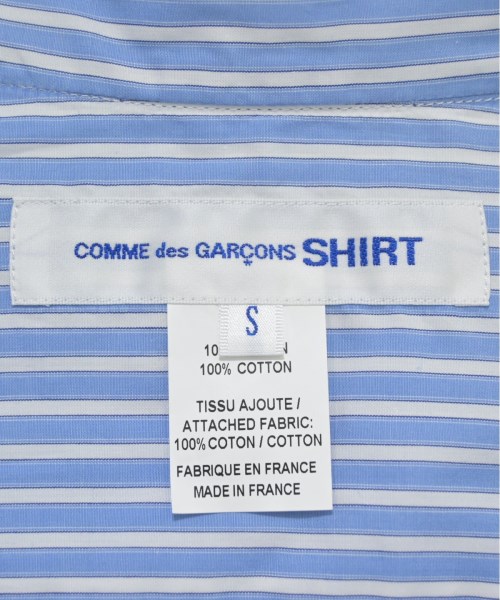 COMME des GARÇONS SHIRT
S
100% COTTON
TISSU AJOUTE /
ATTACHED FABRIC:
100% COTON / COTTON
FABRIQUE EN FRANCE
MADE IN FRANCE